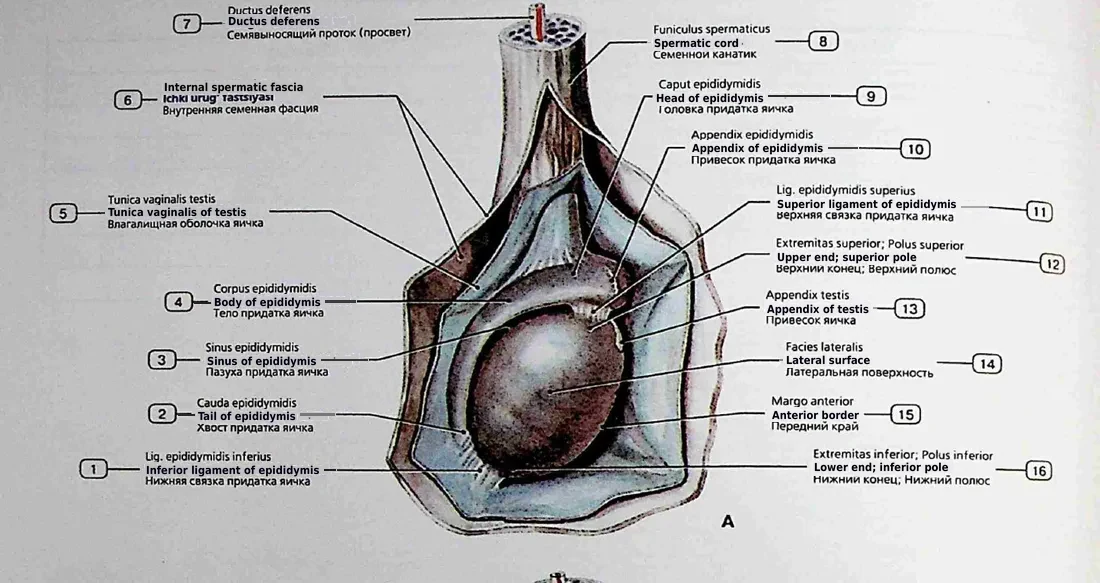 7
Ductus deferens
Ductus deferens
Семявыносящий проток (просвет)
Internal spermatic fascia
6
Ichki urug' fastsiyasi
Внутренняя семенная фасция
Tunica vaginalis testis
5
Tunica vaginalis of testis
Влагалищная оболочка яичка
Corpus epididymidis
4
Body of epididymis
Тело придатка яичка
Sinus epididymidis
3
Sinus of epididymis
Пазуха придатка яичка
Cauda epididymidis
2
Tail of epididymis
Хвост придатка яичка
Lig. epididymidis inferius
1
Inferior ligament of epididymis
Нижняя связка придатка яичка
Funiculus spermaticus
Spermatic cord
8
Семенной канатик
Caput epididymidis
Head of epididymis
9
Головка придатка яичка
Appendix epididymidis
Appendix of epididymis
10
Привесок придатка яичка
Lig. epididymidis superius
Superior ligament of epididymis
11
Верхняя связка придатка яичка
Extremitas superior; Polus superior
Upper end; superior pole
12
Верхний конец; Верхний полюс
Appendix testis
Appendix of testis
13
Привесок яичка
Facies lateralis
Lateral surface
14
Латеральная поверхность
Margo anterior
Anterior border
15
Передний край
Extremitas inferior; Polus inferior
Lower end; inferior pole
16
Нижний конец; Нижний полюс
A